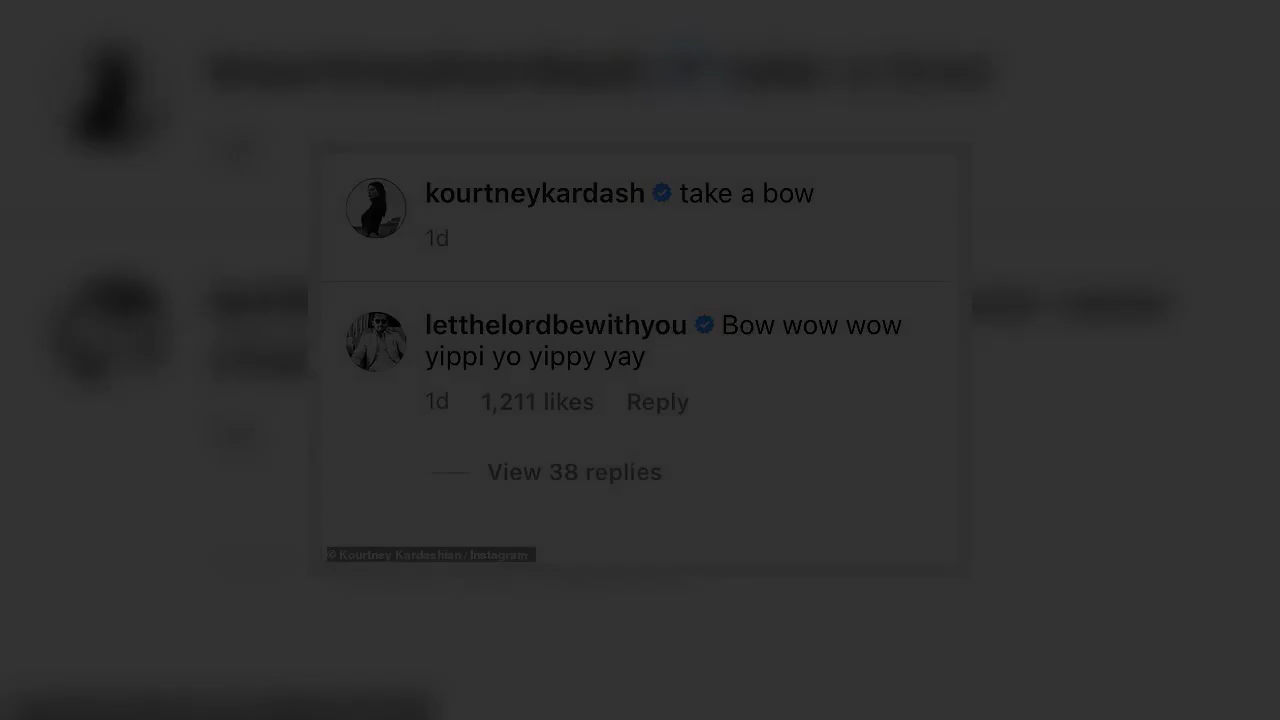 kourtneykardash take a bow
1d
letthelordbewithyou Bow wow wow
yippi yo yippy yay
1d 1,211 likes Reply
View 38 replies
© Kourtney Kardashian / Instagram